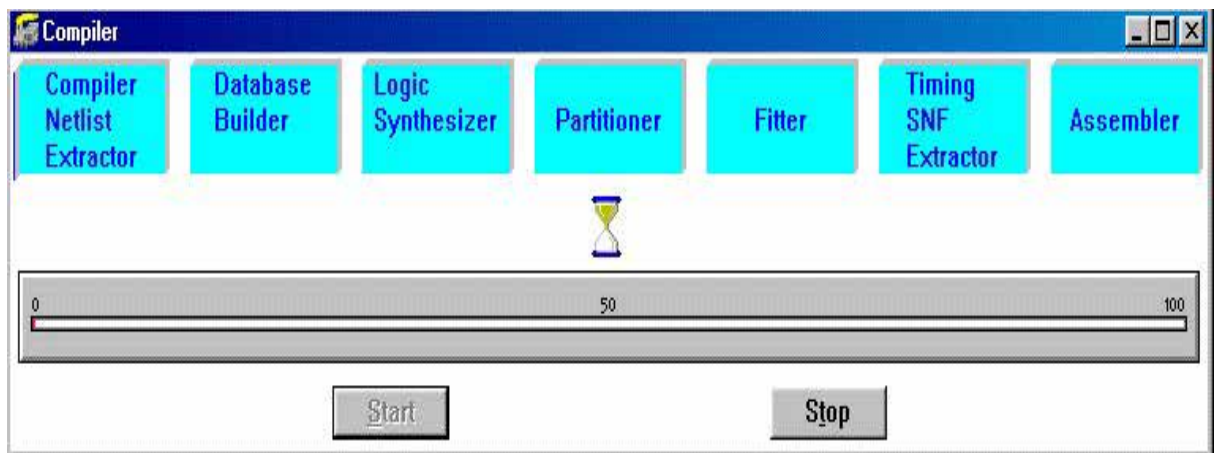 Compiler
Compiler
Netlist
Extractor
Database
Builder
Logic
Synthesizer
Partitioner
Fitter
Timing
SNF
Extractor
Assembler
0 50 100
Start Stop